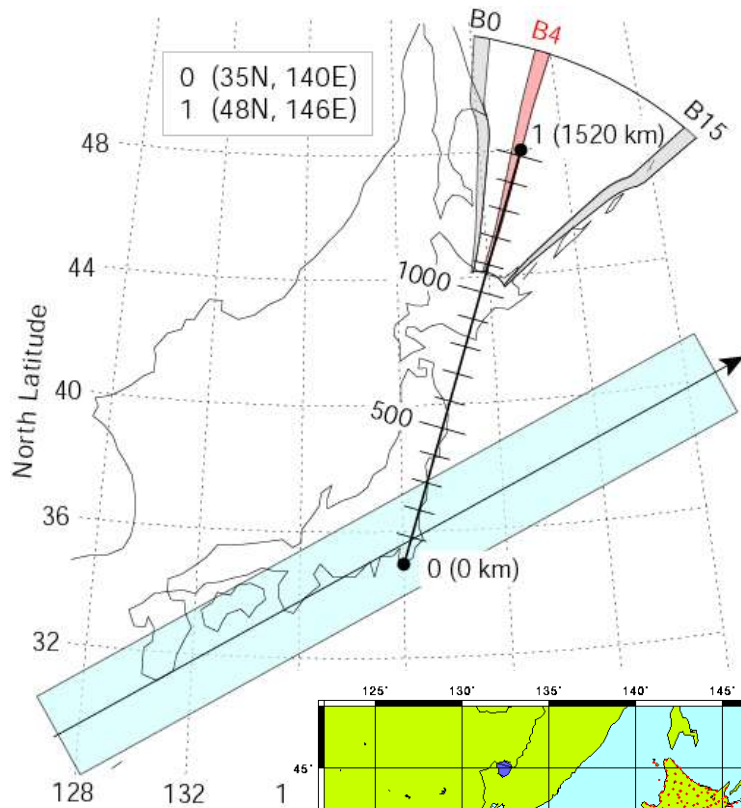 B0
B4
B15
0 (35N, 140E)
1 (48N, 146E)
48
1 (1520 km)
44
1000
North Latitude
40
500
36
0 (0 km)
32
128
132
1
125°
130°
135°
140°
145°
45°